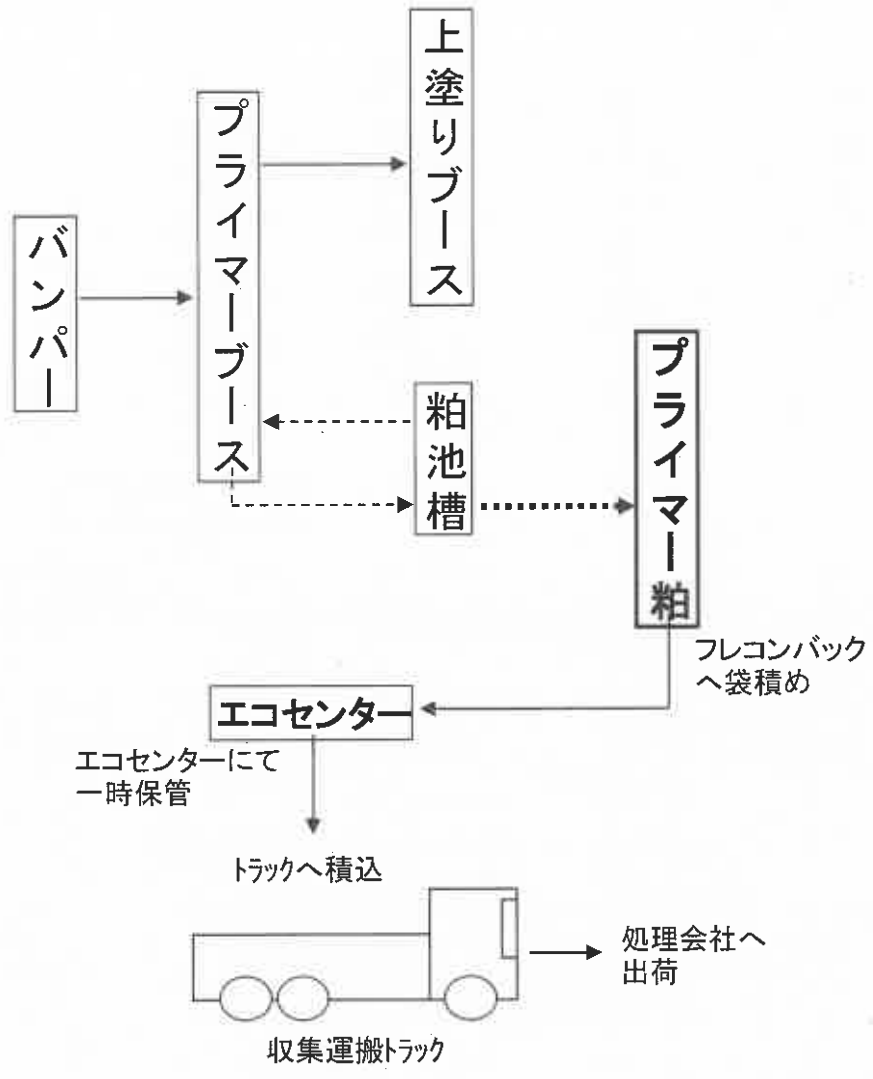 上塗りブース
プライマーブース
バンパー
粕池槽
プライマー粕
フレコンバック
へ袋積め
エコセンター
エコセンターにて
一時保管
トラックへ積込
処理会社へ
出荷
収集運搬トラック